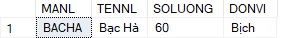 MANL TENNL SOLUONG DONVI
1 BACHA Bạc Hà 60 Bịch